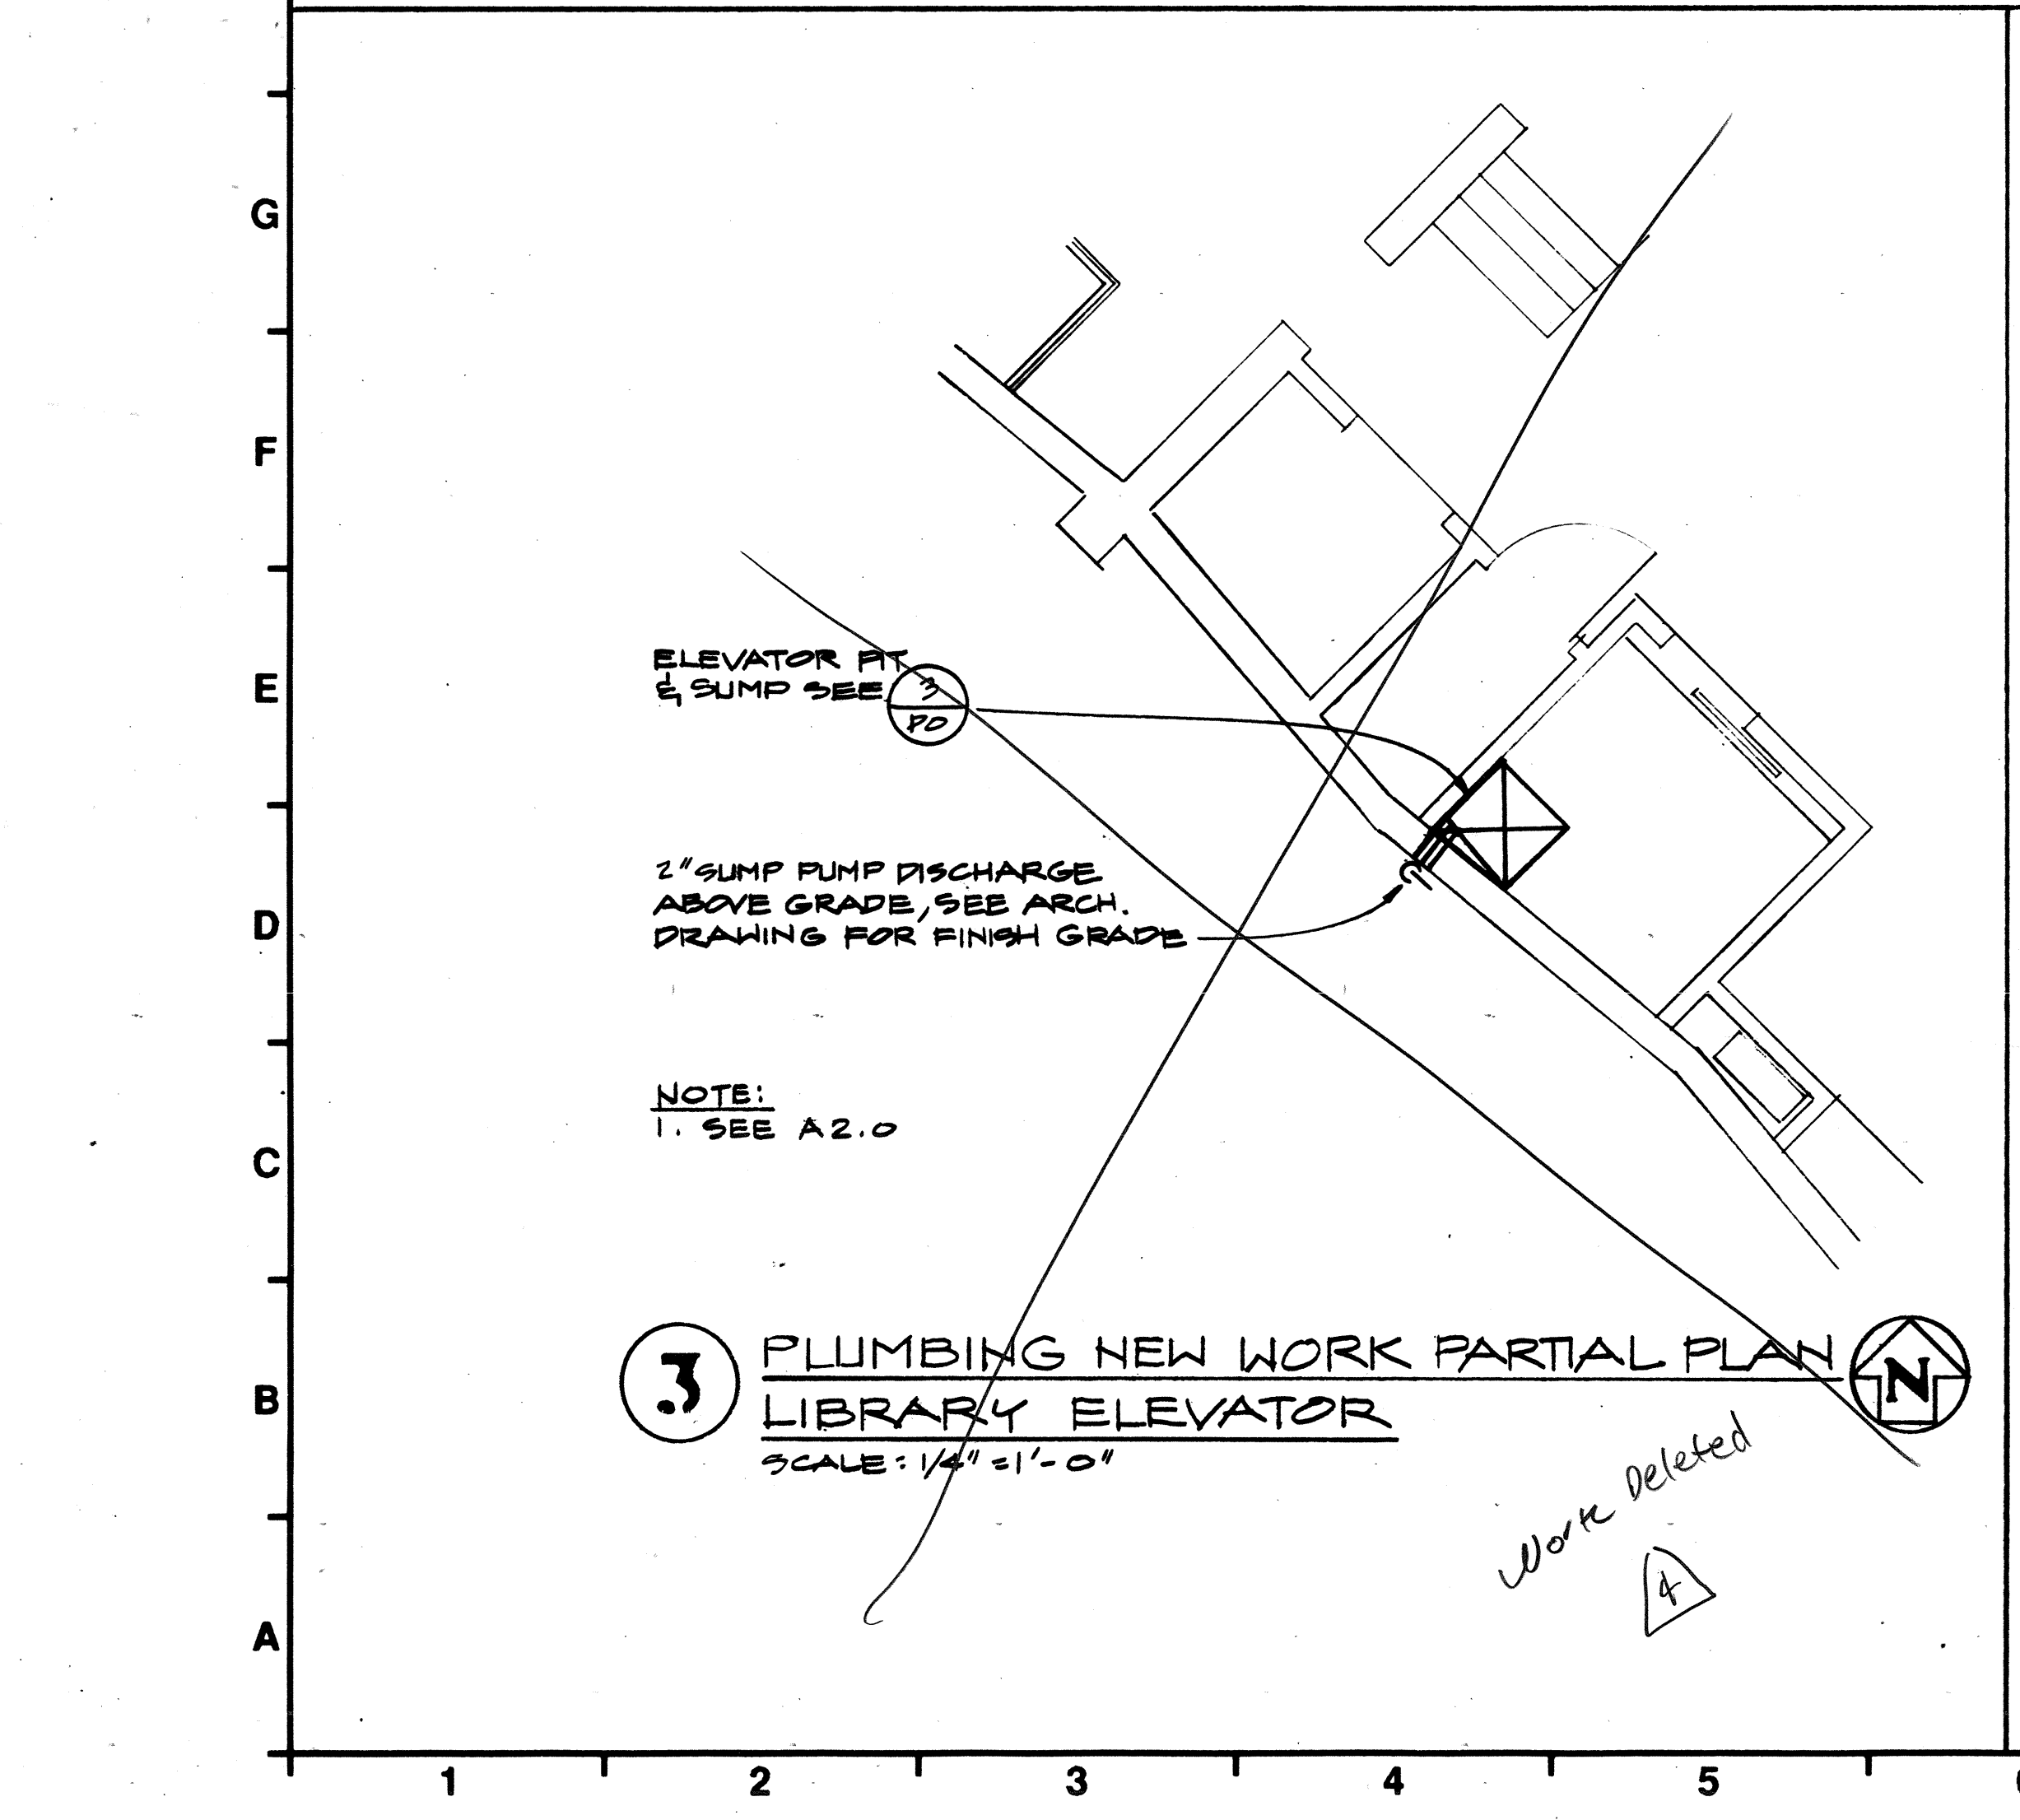 G
F
E
D
C
B
A
ELEVATOR PIT
& SUMP SEE
3
PO
2" SUMP PUMP DISCHARGE
ABOVE GRADE, SEE ARCH.
DRAWING FOR FINISH GRADE
NOTE:
1. SEE A2.0
3
PLUMBING NEW WORK PARTIAL PLAN
LIBRARY ELEVATOR
SCALE: 1/4" = 1'-0"
N
Work Deleted
1 2 3 4 5